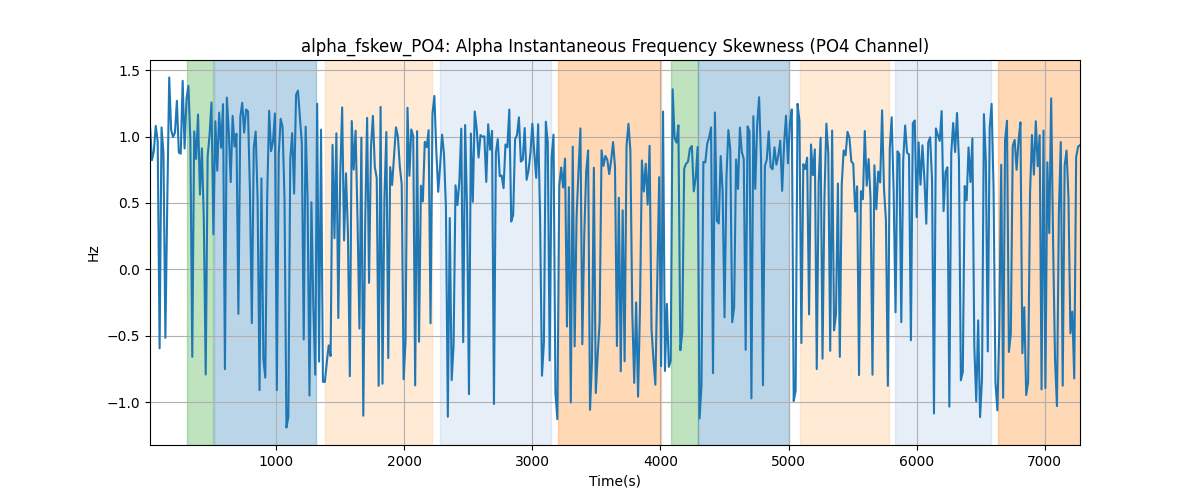 alpha_fskew_PO4: Alpha Instantaneous Frequency Skewness (PO4 Channel)
1.5
1.0
0.5
0.0
−0.5
−1.0
Hz
1000 2000 3000 4000 5000 6000 7000
Time(s)